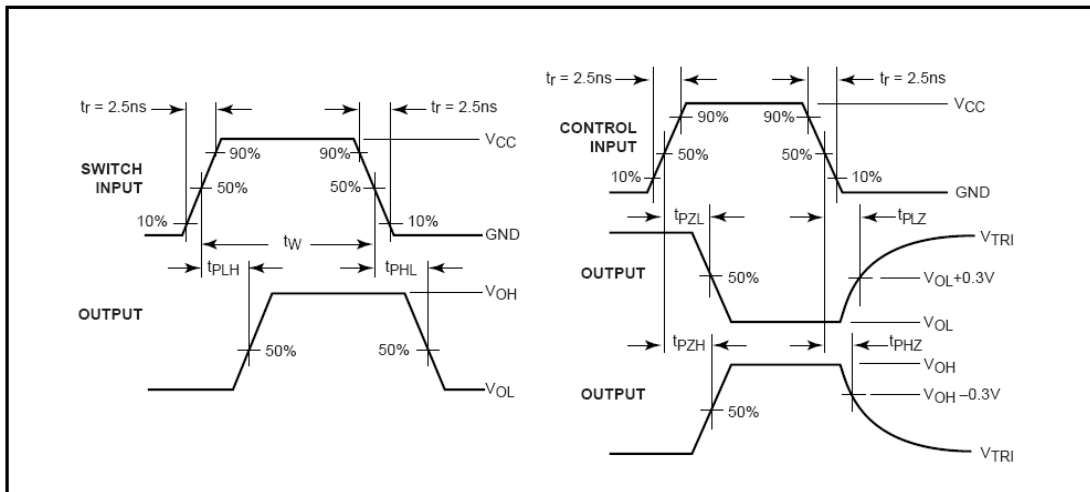 tr = 2.5ns
tr = 2.5ns
SWITCH
INPUT
90%
90%
VCC
50%
50%
10%
10%
GND
tW
tPLH
tPHL
OUTPUT
VOH
50%
50%
VOL
tr = 2.5ns
tr = 2.5ns
CONTROL
INPUT
90%
90%
VCC
50%
50%
10%
10%
GND
tPZL
tPLZ
VTRI
OUTPUT
50%
VOL+0.3V
VOL
tPZH
tPHZ
VOH
OUTPUT
VOH –0.3V
50%
VTRI